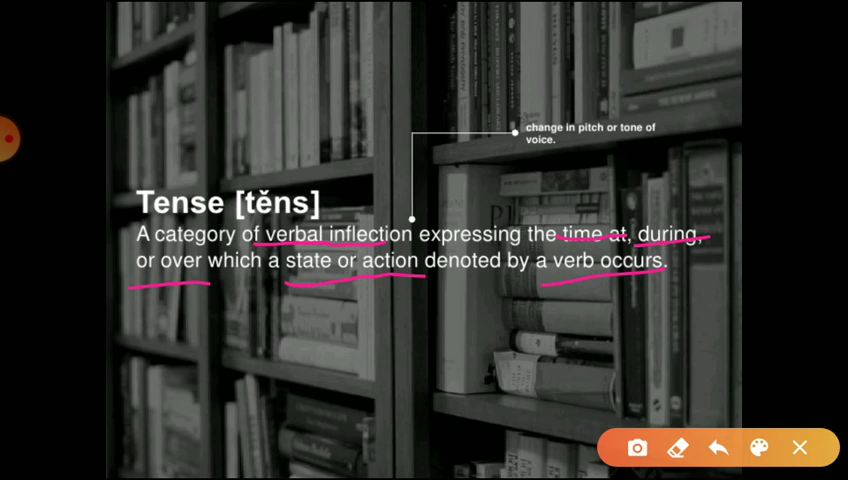 change in pitch or tone of
voice.
Tense [tĕns]
A category of verbal inflection expressing the time at, during,
or over which a state or action denoted by a verb occurs.